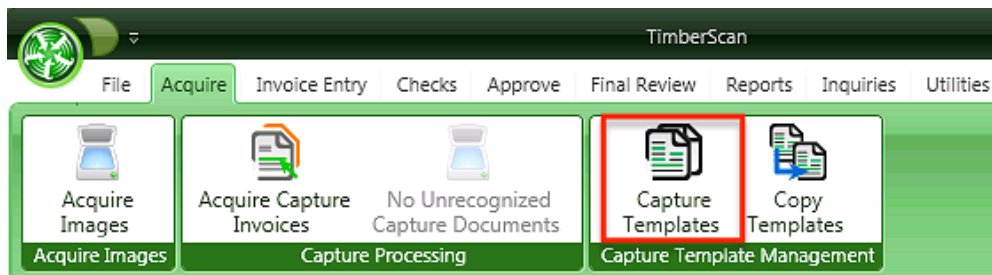 TimberScan
File Acquire Invoice Entry Checks Approve Final Review Reports Inquiries Utilities
Acquire Images
Acquire Capture Invoices
No Unrecognized Capture Documents
Capture Templates
Copy Templates
Acquire Images Capture Processing Capture Template Management